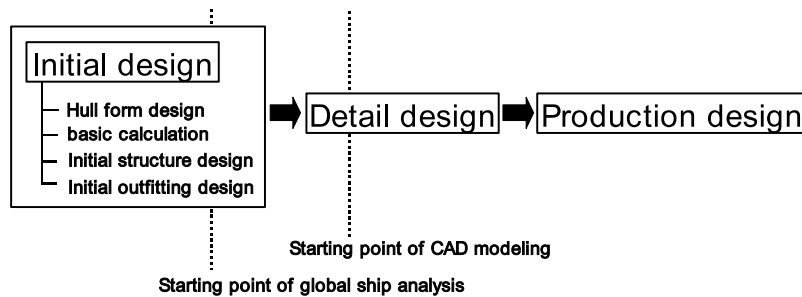 Initial design
Hull form design
basic calculation
Initial structure design
Initial outfitting design
Detail design
Production design
Starting point of CAD modeling
Starting point of global ship analysis